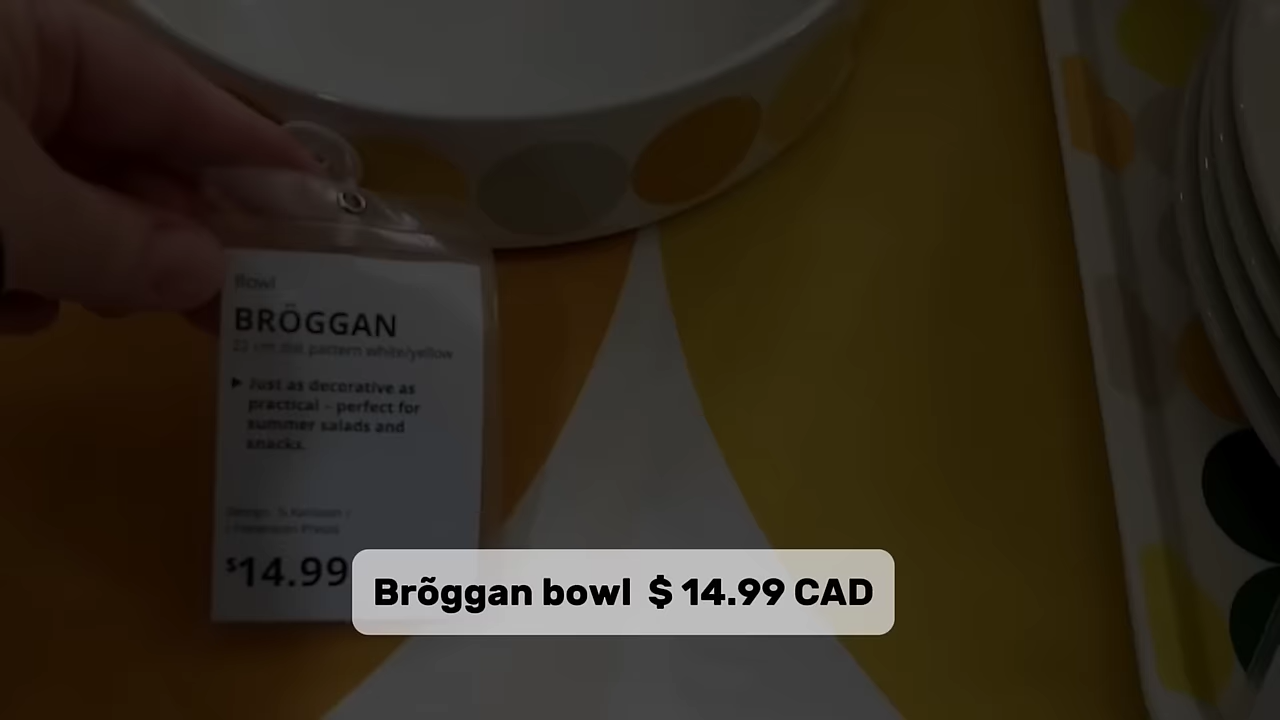 Bowl
BRÖGGAN
cm dot pattern white/yellow
▶ Just as decorative as
practical – perfect for
summer salads and
snacks.
$14.99
Brõggan bowl $ 14.99 CAD